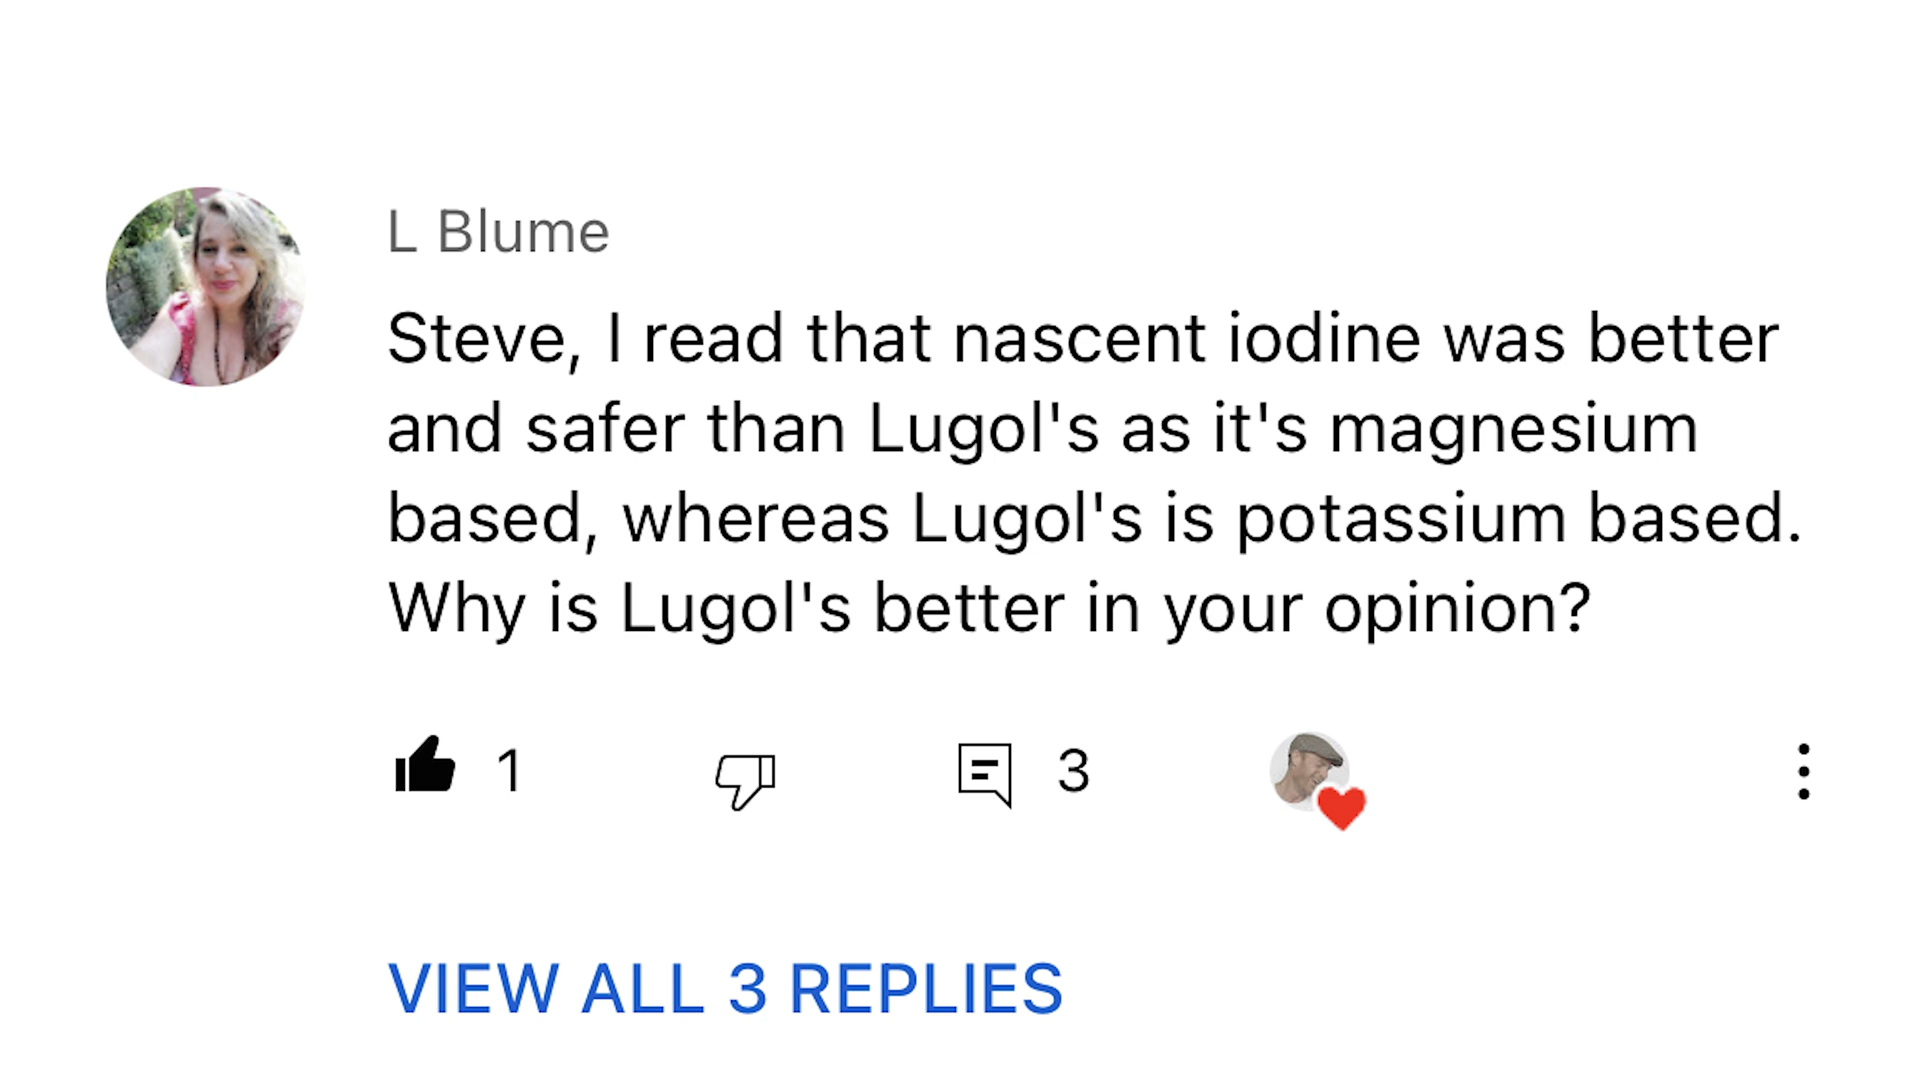 L Blume
Steve, I read that nascent iodine was better
and safer than Lugol's as it's magnesium
based, whereas Lugol's is potassium based.
Why is Lugol's better in your opinion?
1
3
VIEW ALL 3 REPLIES